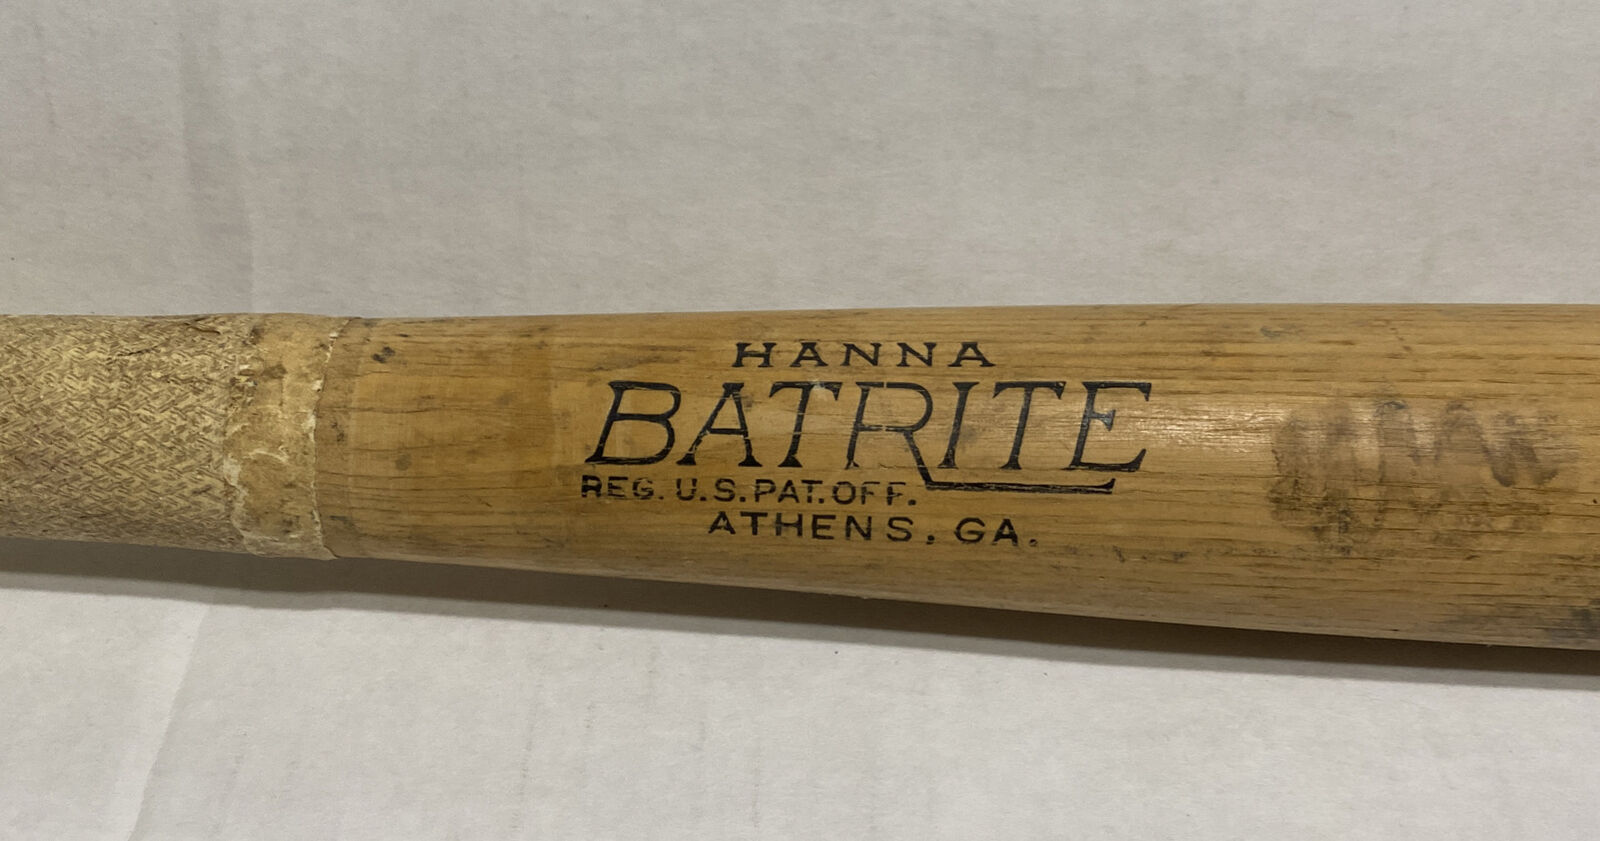 HANNA
BATRITE
REG. U.S. PAT. OFF.
ATHENS, GA.